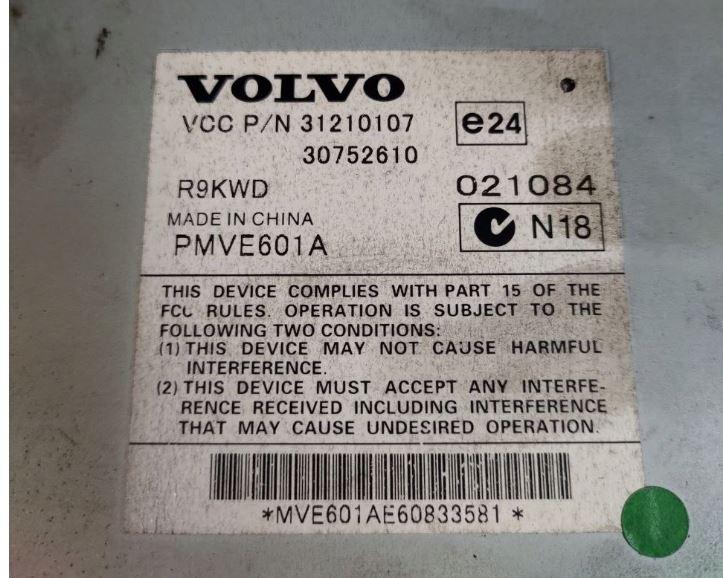 VOLVO
VCC P/N 31210107
e24
30752610
R9KWD
021084
MADE IN CHINA
N18
PMVE601A
THIS DEVICE COMPLIES WITH PART 15 OF THE
FCC RULES. OPERATION IS SUBJECT TO THE
FOLLOWING TWO CONDITIONS:
(1) THIS DEVICE MAY NOT CAUSE HARMFUL
INTERFERENCE.
(2) THIS DEVICE MUST ACCEPT ANY INTERFE-
RENCE RECEIVED INCLUDING INTERFERENCE
THAT MAY CAUSE UNDESIRED OPERATION.
*MVE601AE60833581 *